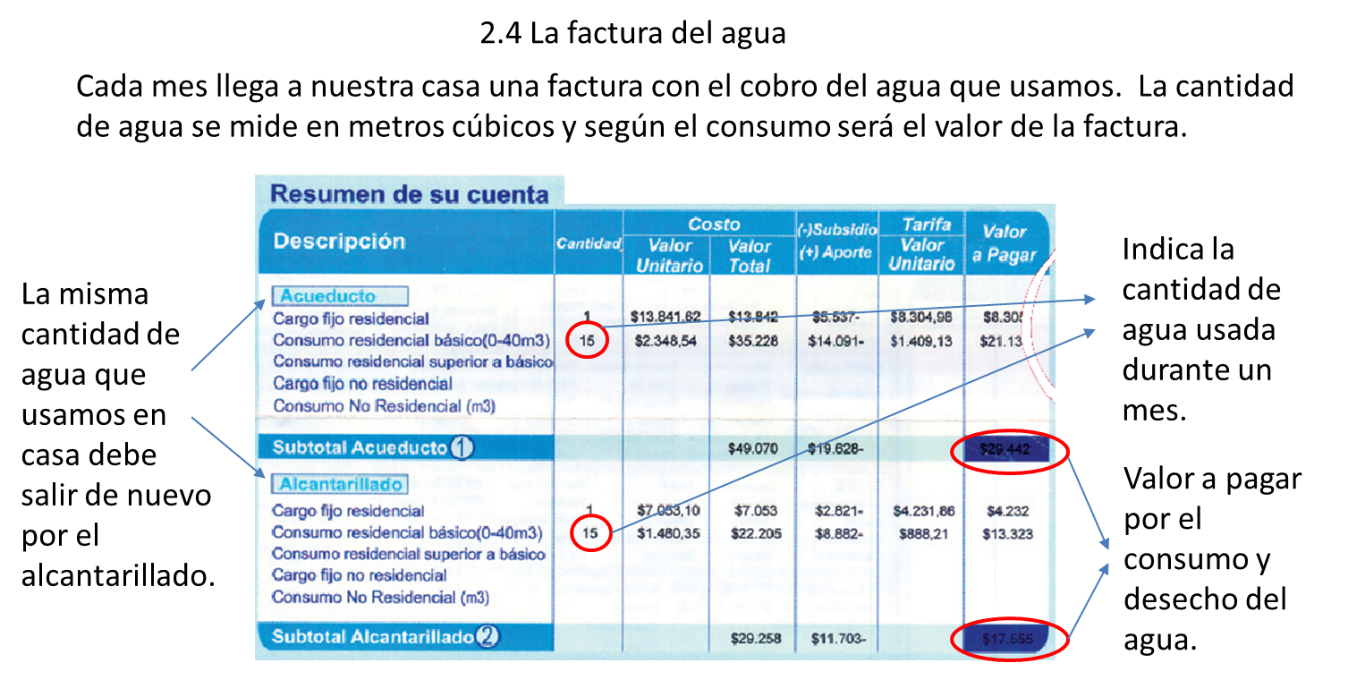 2.4 La factura del agua
Cada mes llega a nuestra casa una factura con el cobro del agua que usamos. La cantidad
de agua se mide en metros cúbicos y según el consumo será el valor de la factura.
Resumen de su cuenta
Descripción Cantidad Costo Valor Unitario Valor Total (-)Subsidio (+) Aporte Tarifa Valor Unitario Valor a Pagar
Acueducto
Cargo fijo residencial 1 $13.841,62 $13.842 $5.537- $8.304,98 $8.305
Consumo residencial básico(0-40m3) 15 $2.348,54 $35.228 $14.091- $1.409,13 $21.13
Consumo residencial superior a básico
Cargo fijo no residencial
Consumo No Residencial (m3)
Subtotal Acueducto 1 $49.070 $19.628- $29.442
Alcantarillado
Cargo fijo residencial 1 $7.053,10 $7.053 $2.821- $4.231,86 $4.232
Consumo residencial básico(0-40m3) 15 $1.480,35 $22.205 $8.882- $888,21 $13.323
Consumo residencial superior a básico
Cargo fijo no residencial
Consumo No Residencial (m3)
Subtotal Alcantarillado 2 $29.258 $11.703- $17.555
La misma
cantidad de
agua que
usamos en
casa debe
salir de nuevo
por el
alcantarillado.
Indica la
cantidad de
agua usada
durante un
mes.
Valor a pagar
por el
consumo y
desecho del
agua.